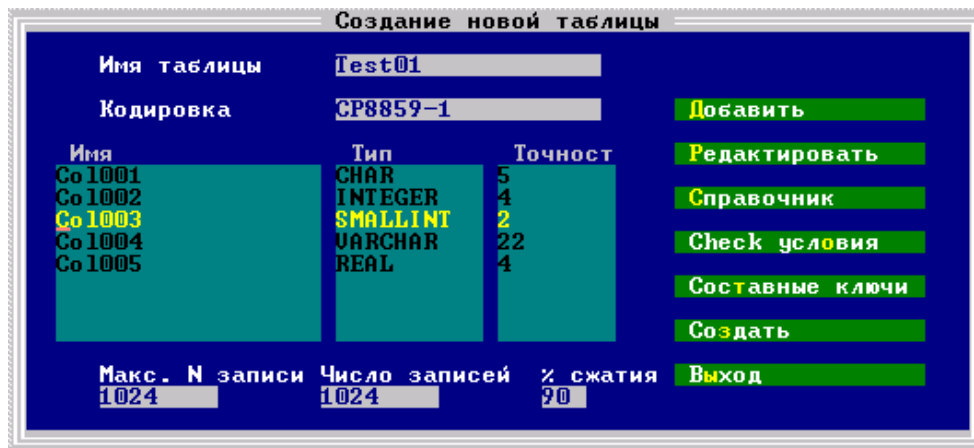 Создание новой таблицы
Имя таблицы Test01
Кодировка CP8859-1
Добавить
Имя Тип Точност Редактировать
Col001 CHAR 5
Col002 INTEGER 4 Справочник
Col003 SMALLINT 2
Col004 VARCHAR 22 Check условия
Col005 REAL 4
Составные ключи
Создать
Макс. N записи Число записей % сжатия Выход
1024 1024 90